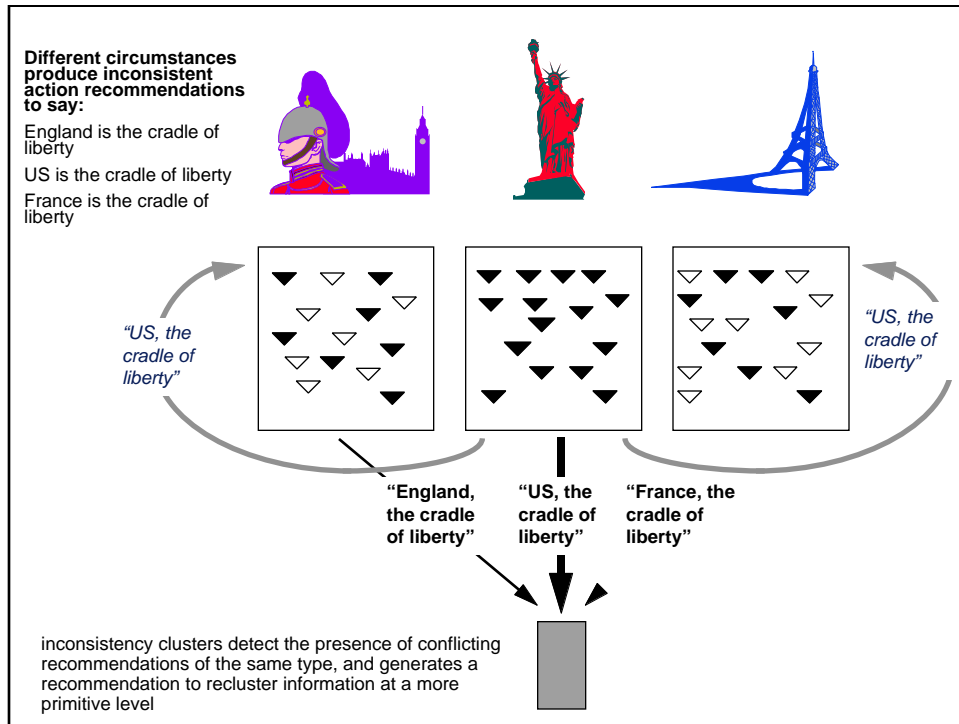 Different circumstances
produce inconsistent
action recommendations
to say:
England is the cradle of
liberty
US is the cradle of liberty
France is the cradle of
liberty
“US, the
cradle of
liberty”
“US, the
cradle of
liberty”
“England,
the cradle
of liberty”
“US, the
cradle of
liberty”
“France, the
cradle of
liberty”
inconsistency clusters detect the presence of conflicting
recommendations of the same type, and generates a
recommendation to recluster information at a more
primitive level